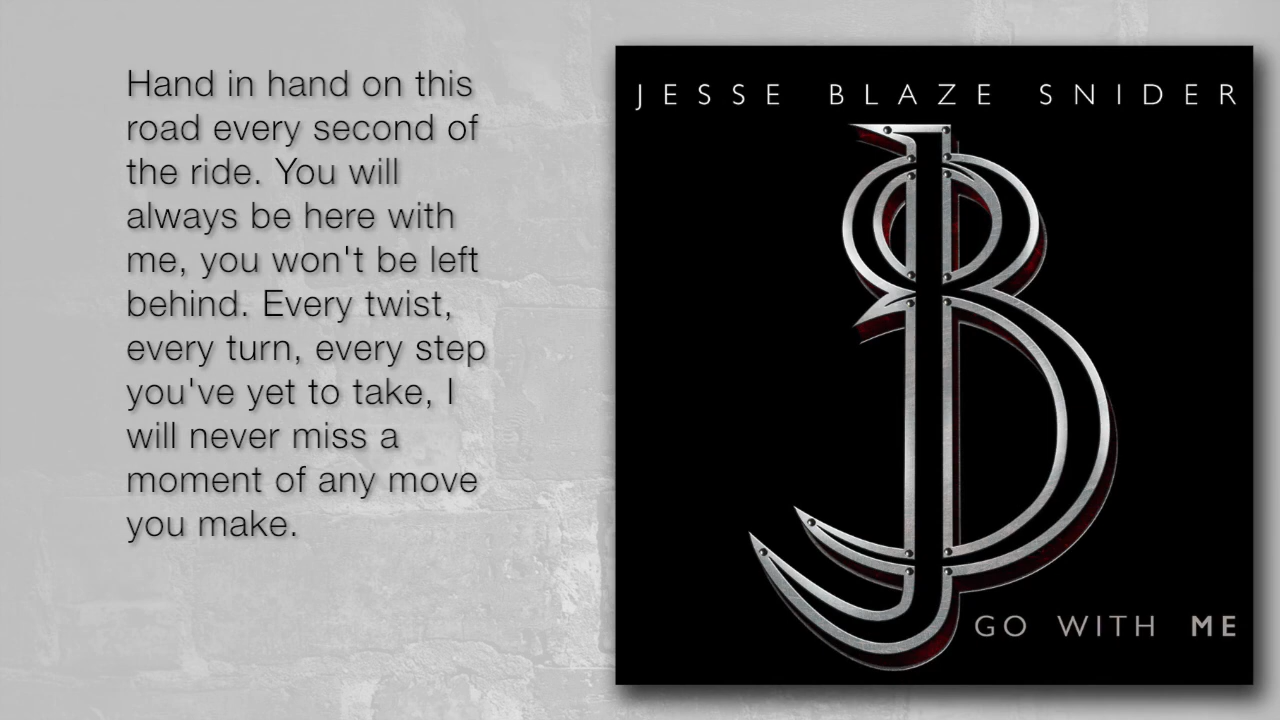 Hand in hand on this
road every second of
the ride. You will
always be here with
me, you won't be left
behind. Every twist,
every turn, every step
you've yet to take, I
will never miss a
moment of any move
you make.
JESSE BLAZE SNIDER
JBS
GO WITH ME